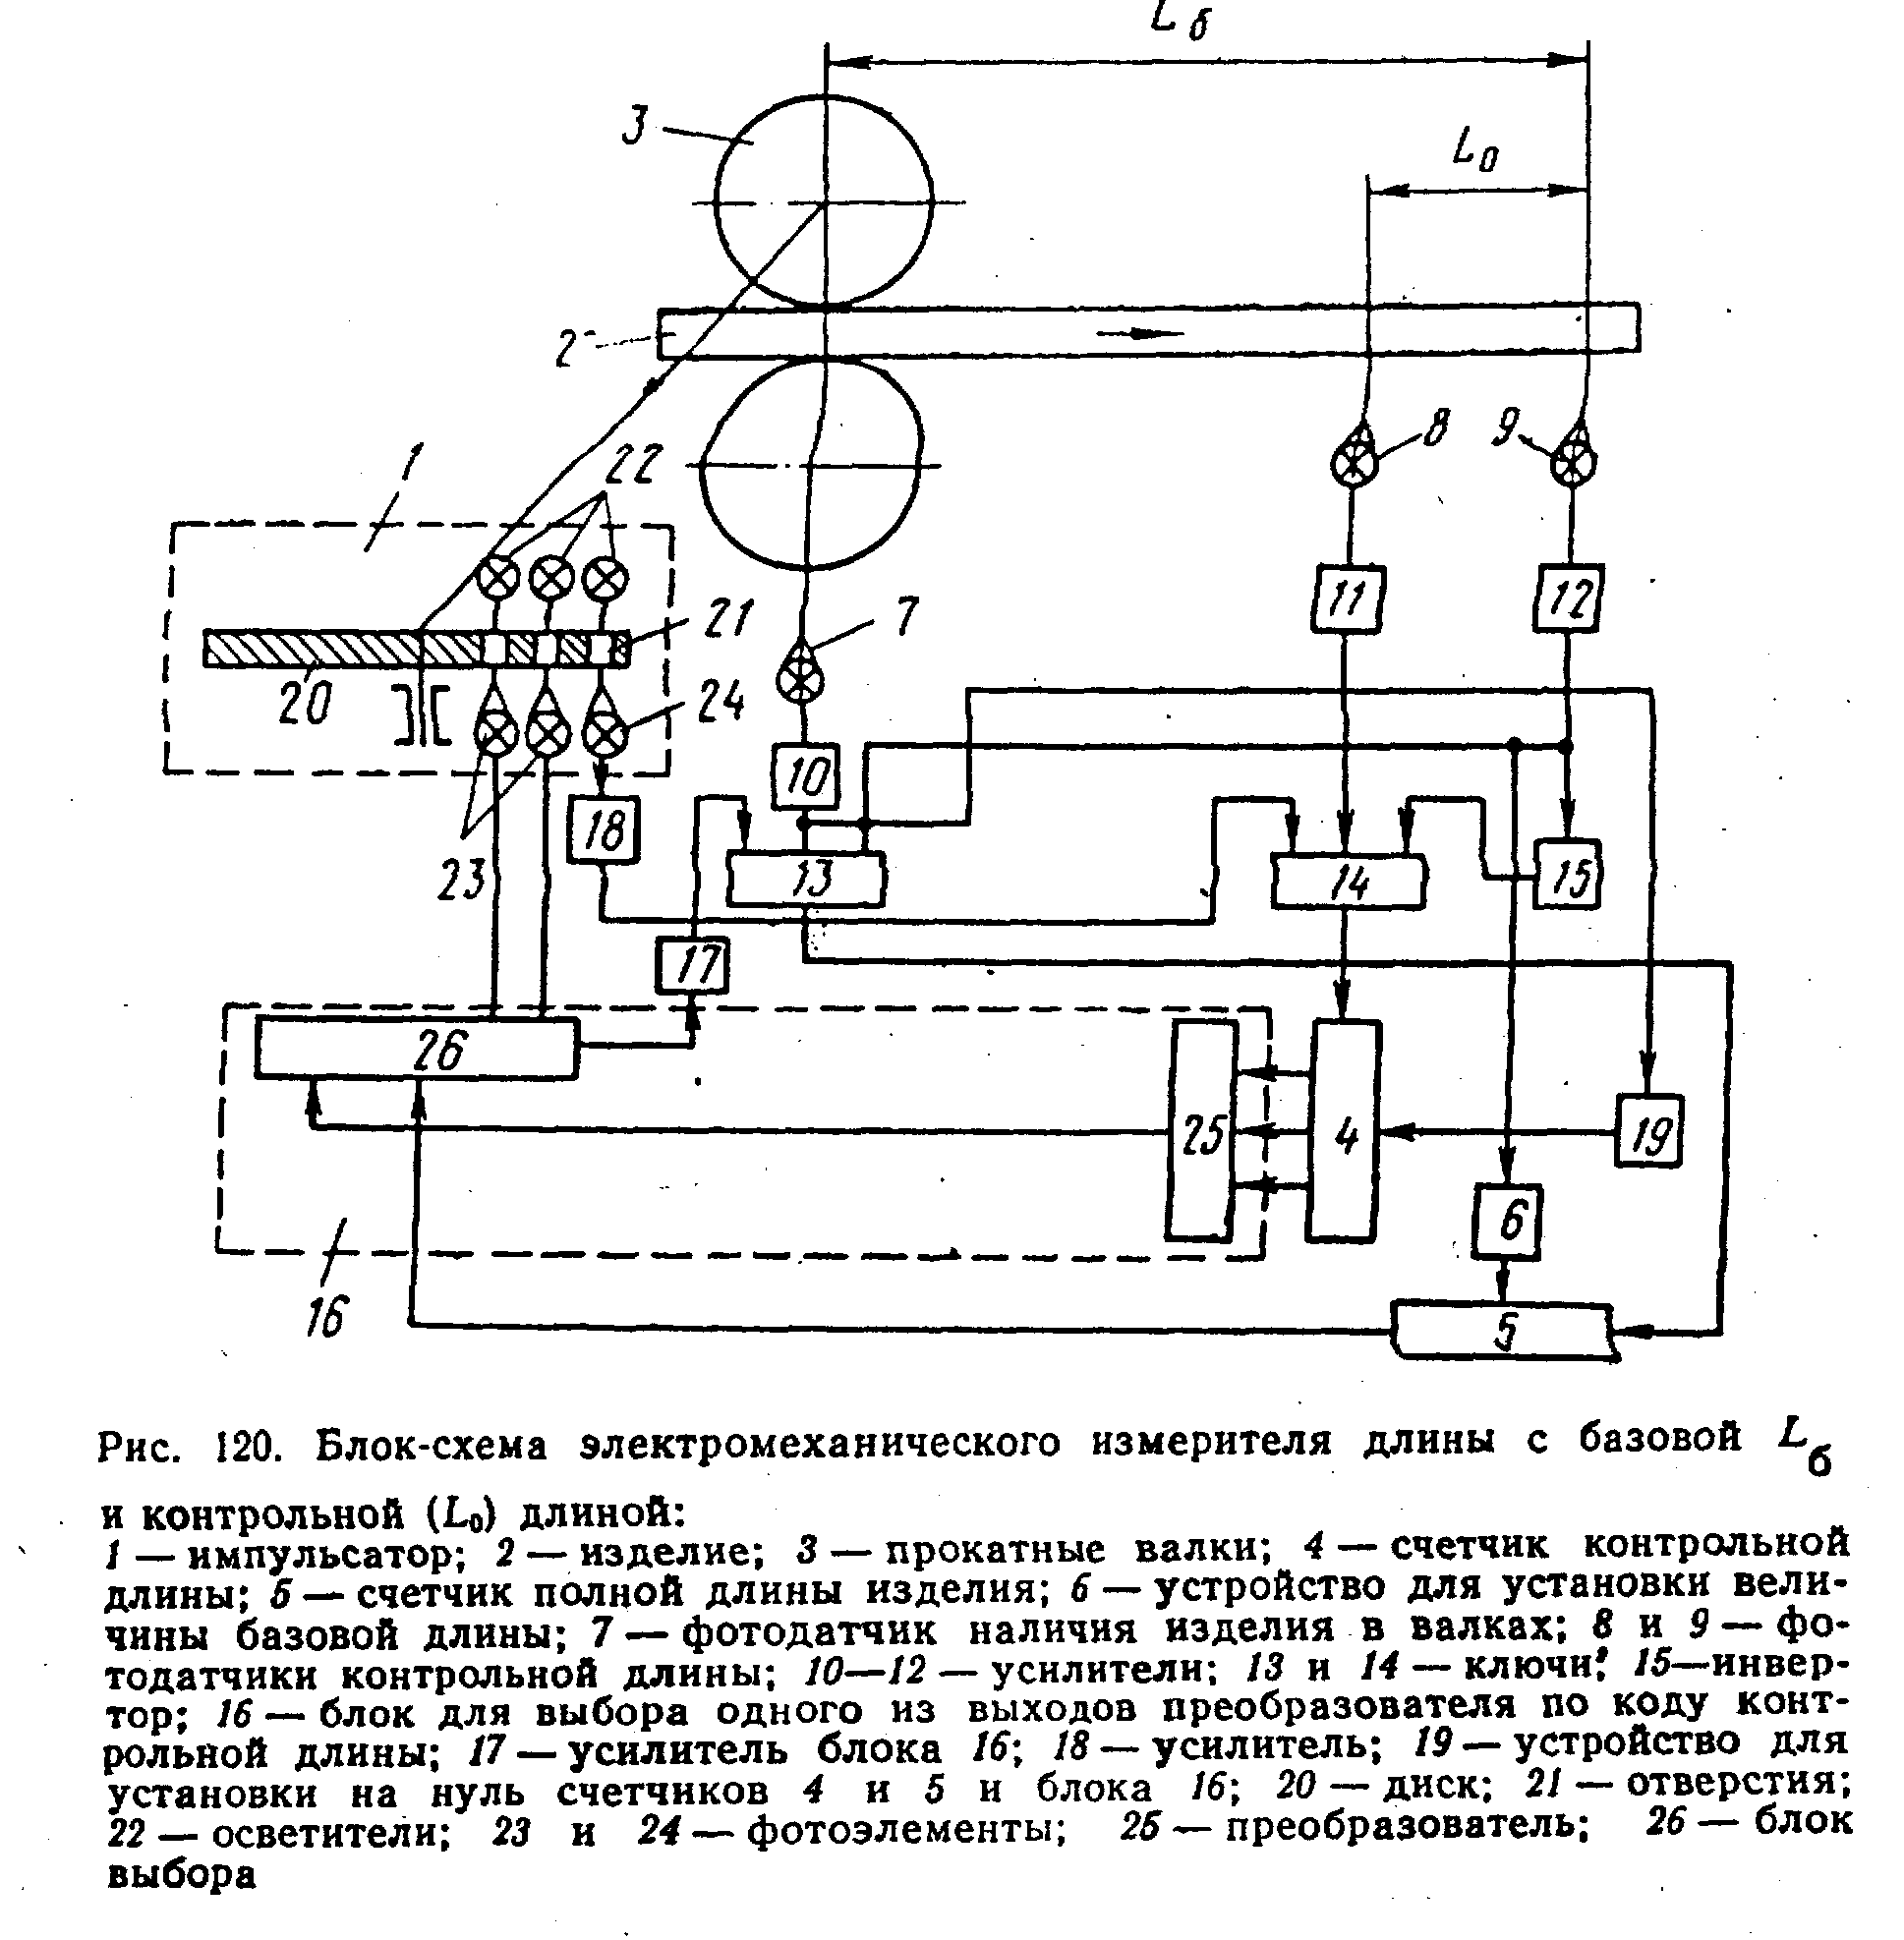 L б
3
L0
2
8
9
1
22
11
12
21
7
20
24
10
18
13
14
15
23
17
26
25
4
19
6
16
5
Рис. 120. Блок-схема электромеханического измерителя длины с базовой L б
и контрольной (L0) длиной:
1 — импульсатор; 2 — изделие; 3 — прокатные валки; 4 — счетчик контрольной
длины; 5 — счетчик полной длины изделия; 6 — устройство для установки вели-
чины базовой длины; 7 — фотодатчик наличия изделия в валках; 8 и 9 — фо-
тодатчики контрольной длины; 10—12 — усилители; 13 и 14 — ключи; 15—инвер-
тор; 16 — блок для выбора одного из выходов преобразователя по коду конт-
рольной длины; 17 — усилитель блока 16; 18 — усилитель; 19 — устройство для
установки на нуль счетчиков 4 и 5 и блока 16; 20 — диск; 21 — отверстия;
22 — осветители; 23 и 24 — фотоэлементы; 25 — преобразователь; 26 — блок
выбора